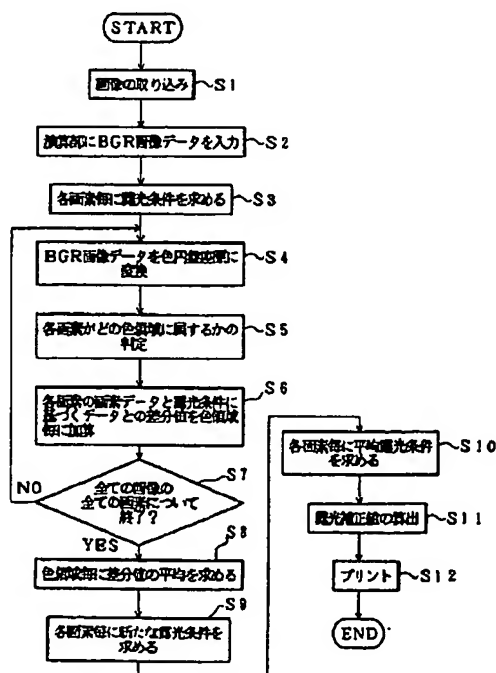 START
画像の取り込み
S1
演算部にBGR画像データを入力
S2
各画素毎に露光条件を求める
S3
BGR画像データを色円盤座標に
変換
S4
各画素がどの色領域に属するかの
判定
S5
各画素の画素データと露光条件に
基づくデータとの差分値を色領域
毎に加算
S6
全ての画像の
全ての画素について
終了?
S7
NO
YES
色領域毎に差分値の平均を求める
S8
各画素毎に新たな露光条件を
求める
S9
各画素毎に平均露光条件
を求める
S10
露光補正値の算出
S11
プリント
S12
END